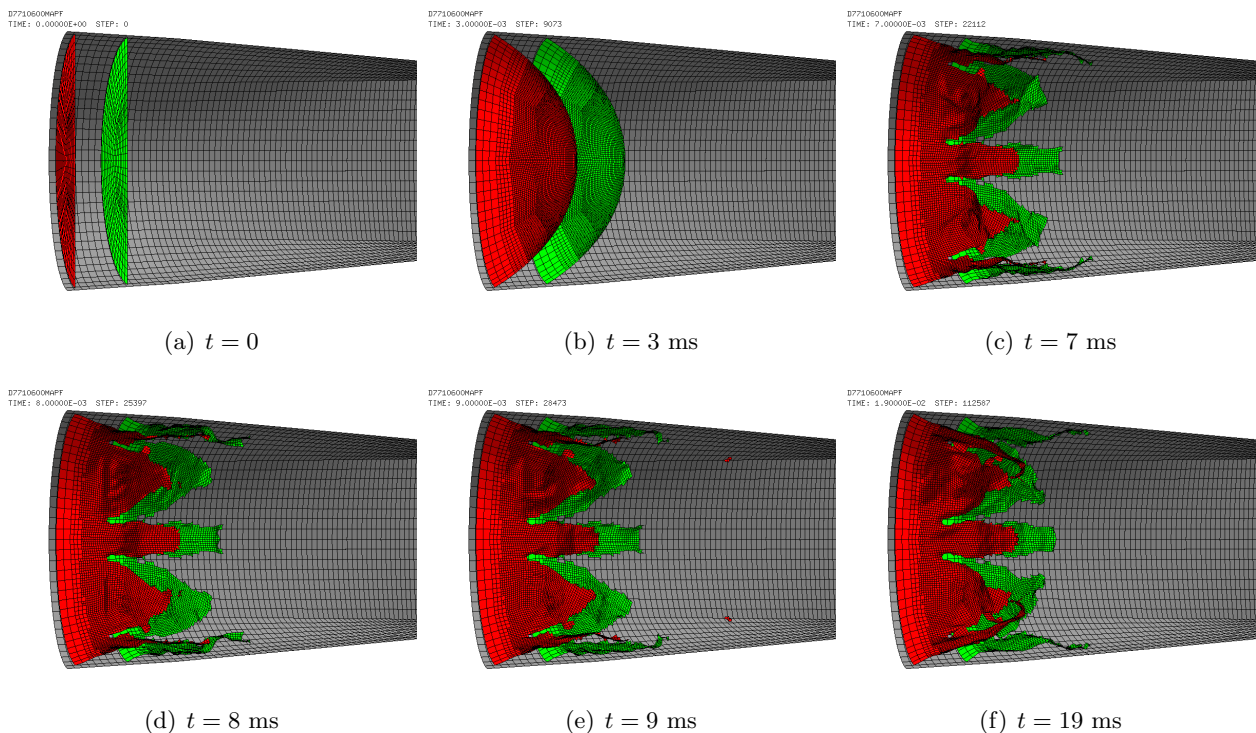 D7710600MAPF
TIME: 0.00000E+00 STEP: 0
D7710600MAPF
TIME: 3.00000E-03 STEP: 9073
D7710600MAPF
TIME: 7.00000E-03 STEP: 22112
(a) t = 0
(b) t = 3 ms
(c) t = 7 ms
D7710600MAPF
TIME: 8.00000E-03 STEP: 25397
D7710600MAPF
TIME: 9.00000E-03 STEP: 28473
D7710600MAPF
TIME: 1.90000E-02 STEP: 112587
(d) t = 8 ms
(e) t = 9 ms
(f) t = 19 ms